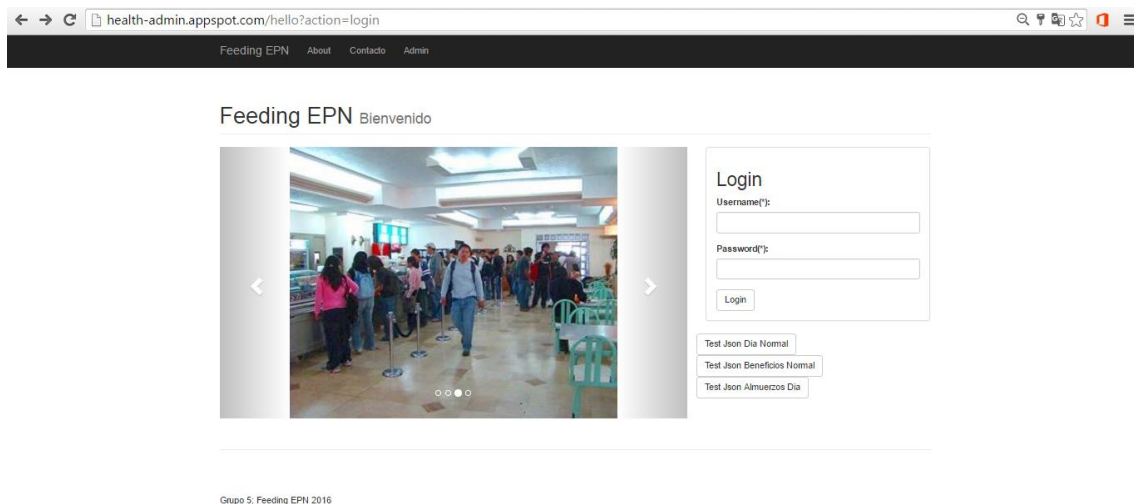 health-admin.appspot.com/hello?action=login
Feeding EPN About Contacto Admin
Feeding EPN Bienvenido
Login
Username(*):
Password(*):
Login
Test Json Dia Normal
Test Json Beneficios Normal
Test Json Almuerzos Dia
Grupo 5: Feeding EPN 2016